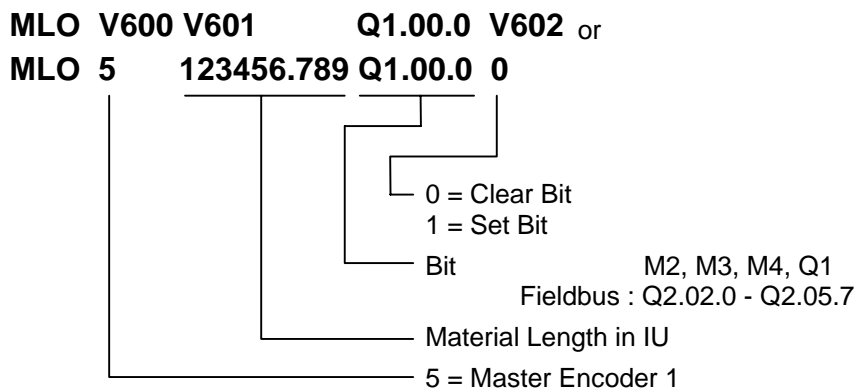 MLO V600 V601 Q1.00.0 V602 or
MLO 5 123456.789 Q1.00.0 0
0 = Clear Bit
1 = Set Bit
Bit M2, M3, M4, Q1
Fieldbus : Q2.02.0 - Q2.05.7
Material Length in IU
5 = Master Encoder 1